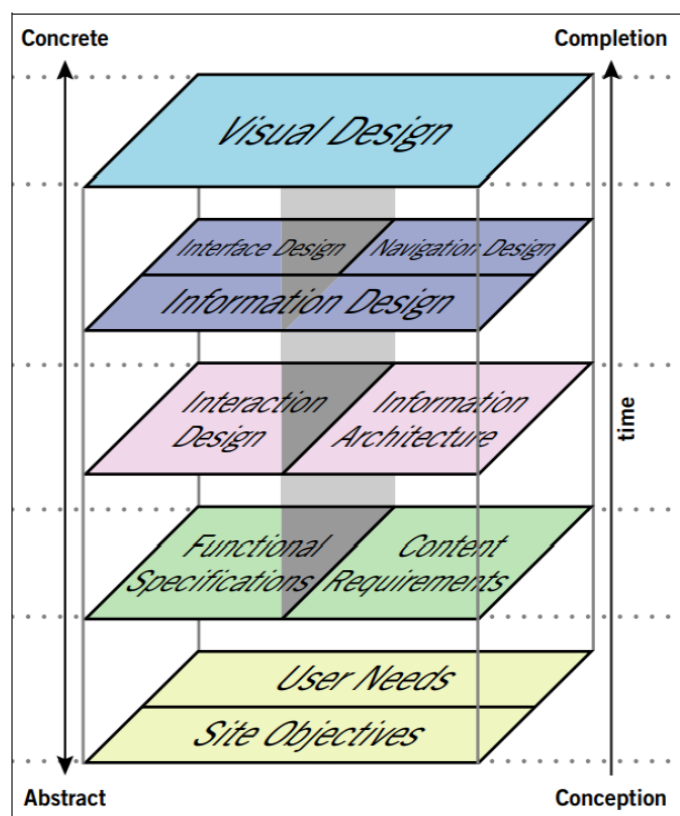 Concrete
Completion
Visual Design
Interface Design
Navigation Design
Information Design
Interaction
Design
Information
Architecture
time
Functional
Specifications
Content
Requirements
User Needs
Site Objectives
Abstract
Conception